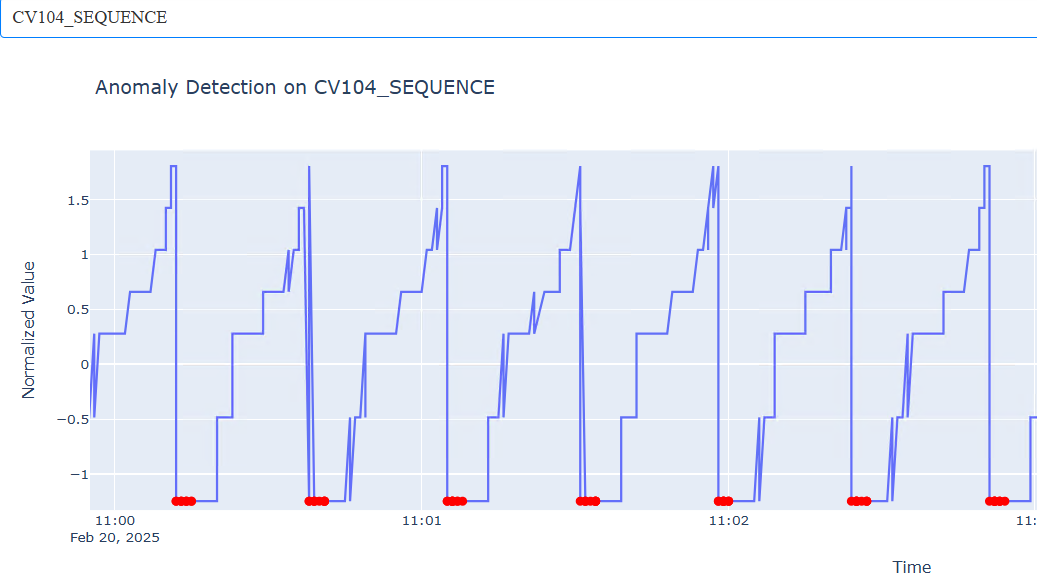 CV104_SEQUENCE
Anomaly Detection on CV104_SEQUENCE
Normalized Value
1.5
1
0.5
0
−0.5
−1
11:00
Feb 20, 2025
11:01
11:02
11:
Time